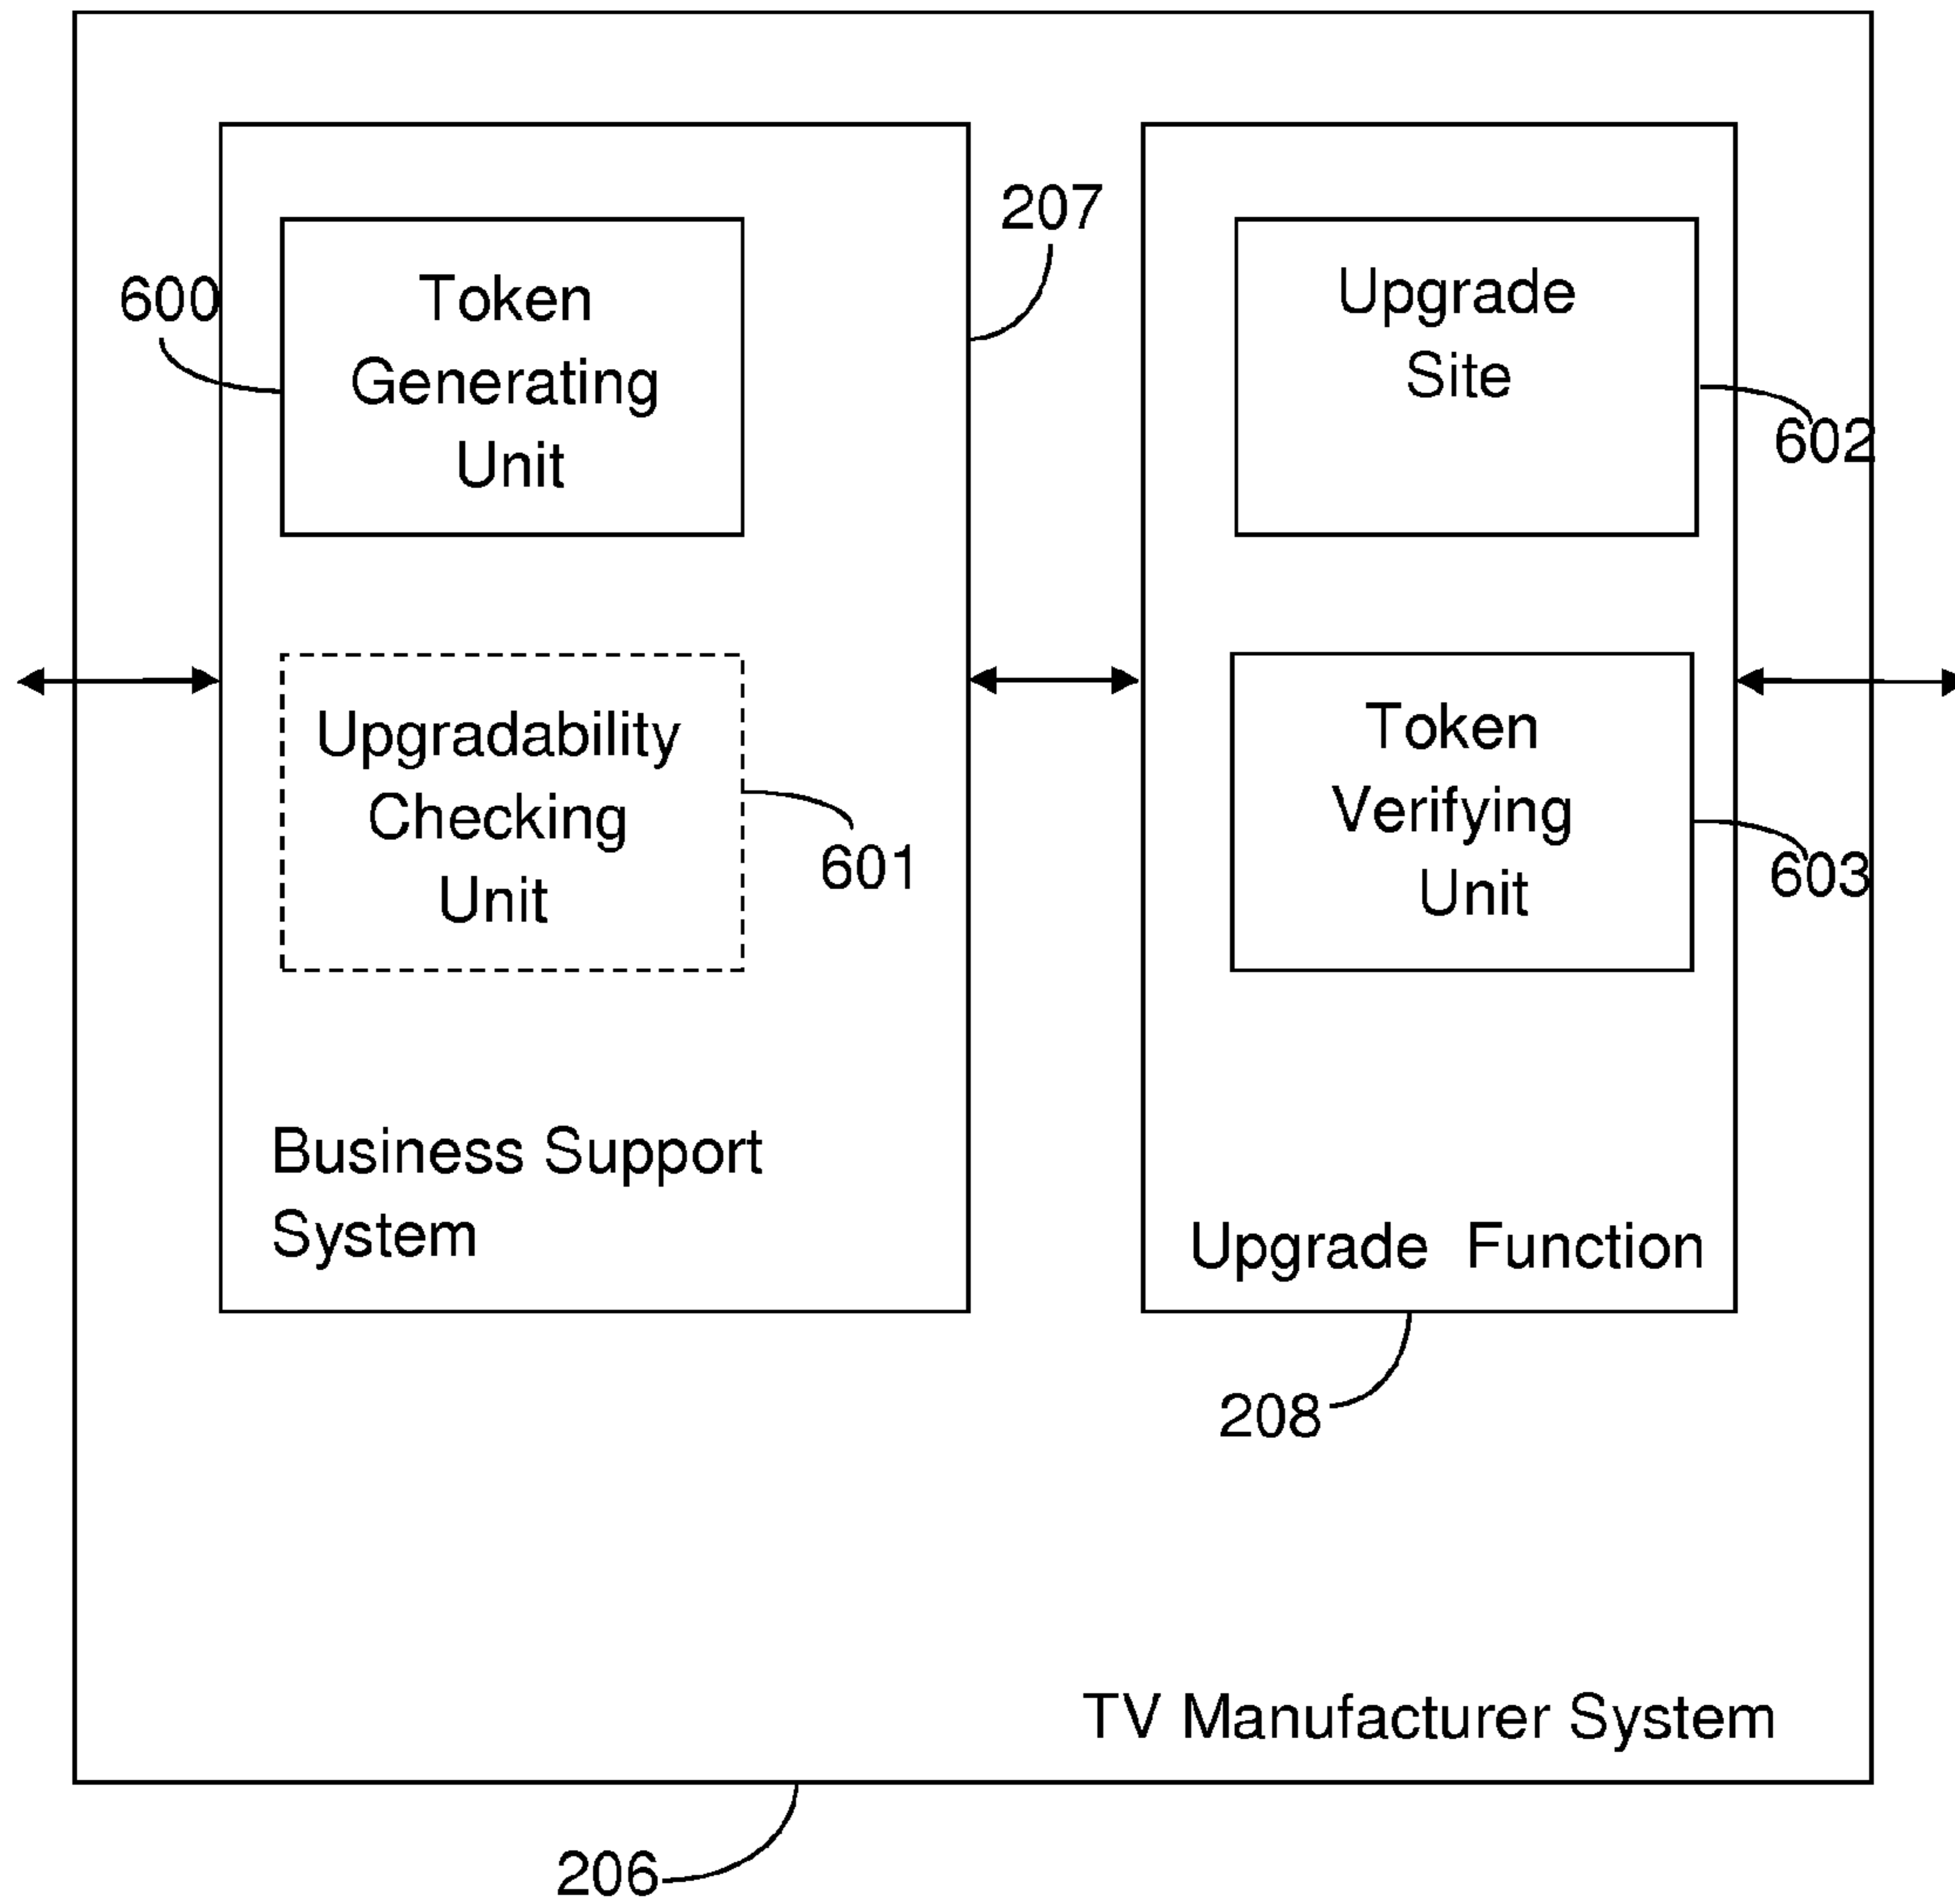 207
600
Token
Generating
Unit
Upgrade
Site
602
Upgradability
Checking
Unit
601
Token
Verifying
Unit
603
Business Support
System
Upgrade Function
208
TV Manufacturer System
206